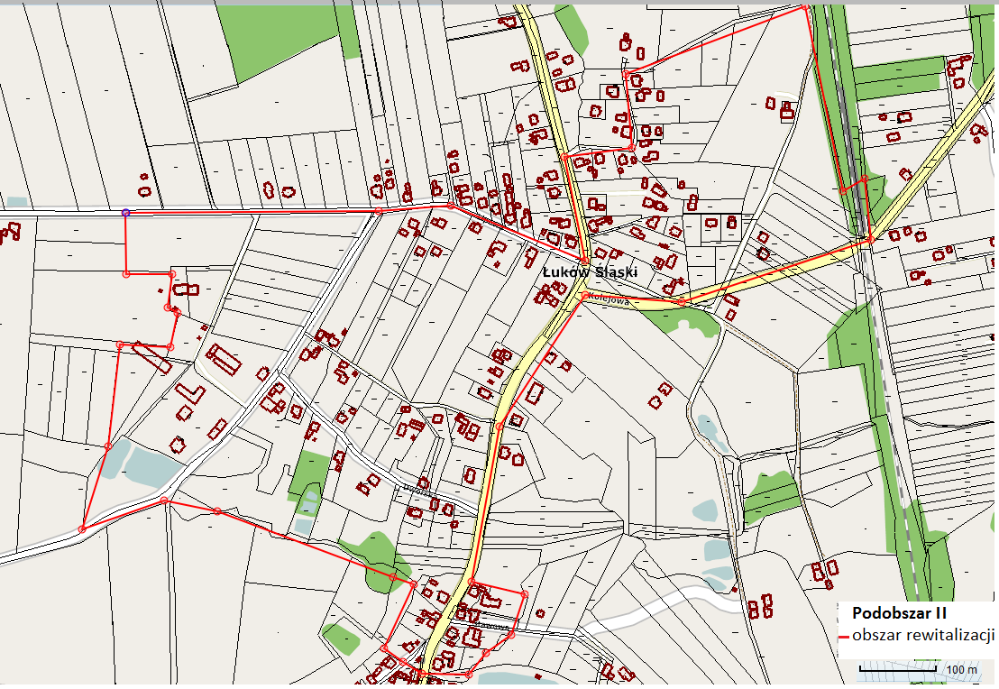 Łuków Śląski
Kolejowa
Podobszar II
obszar rewitalizacji
100 m